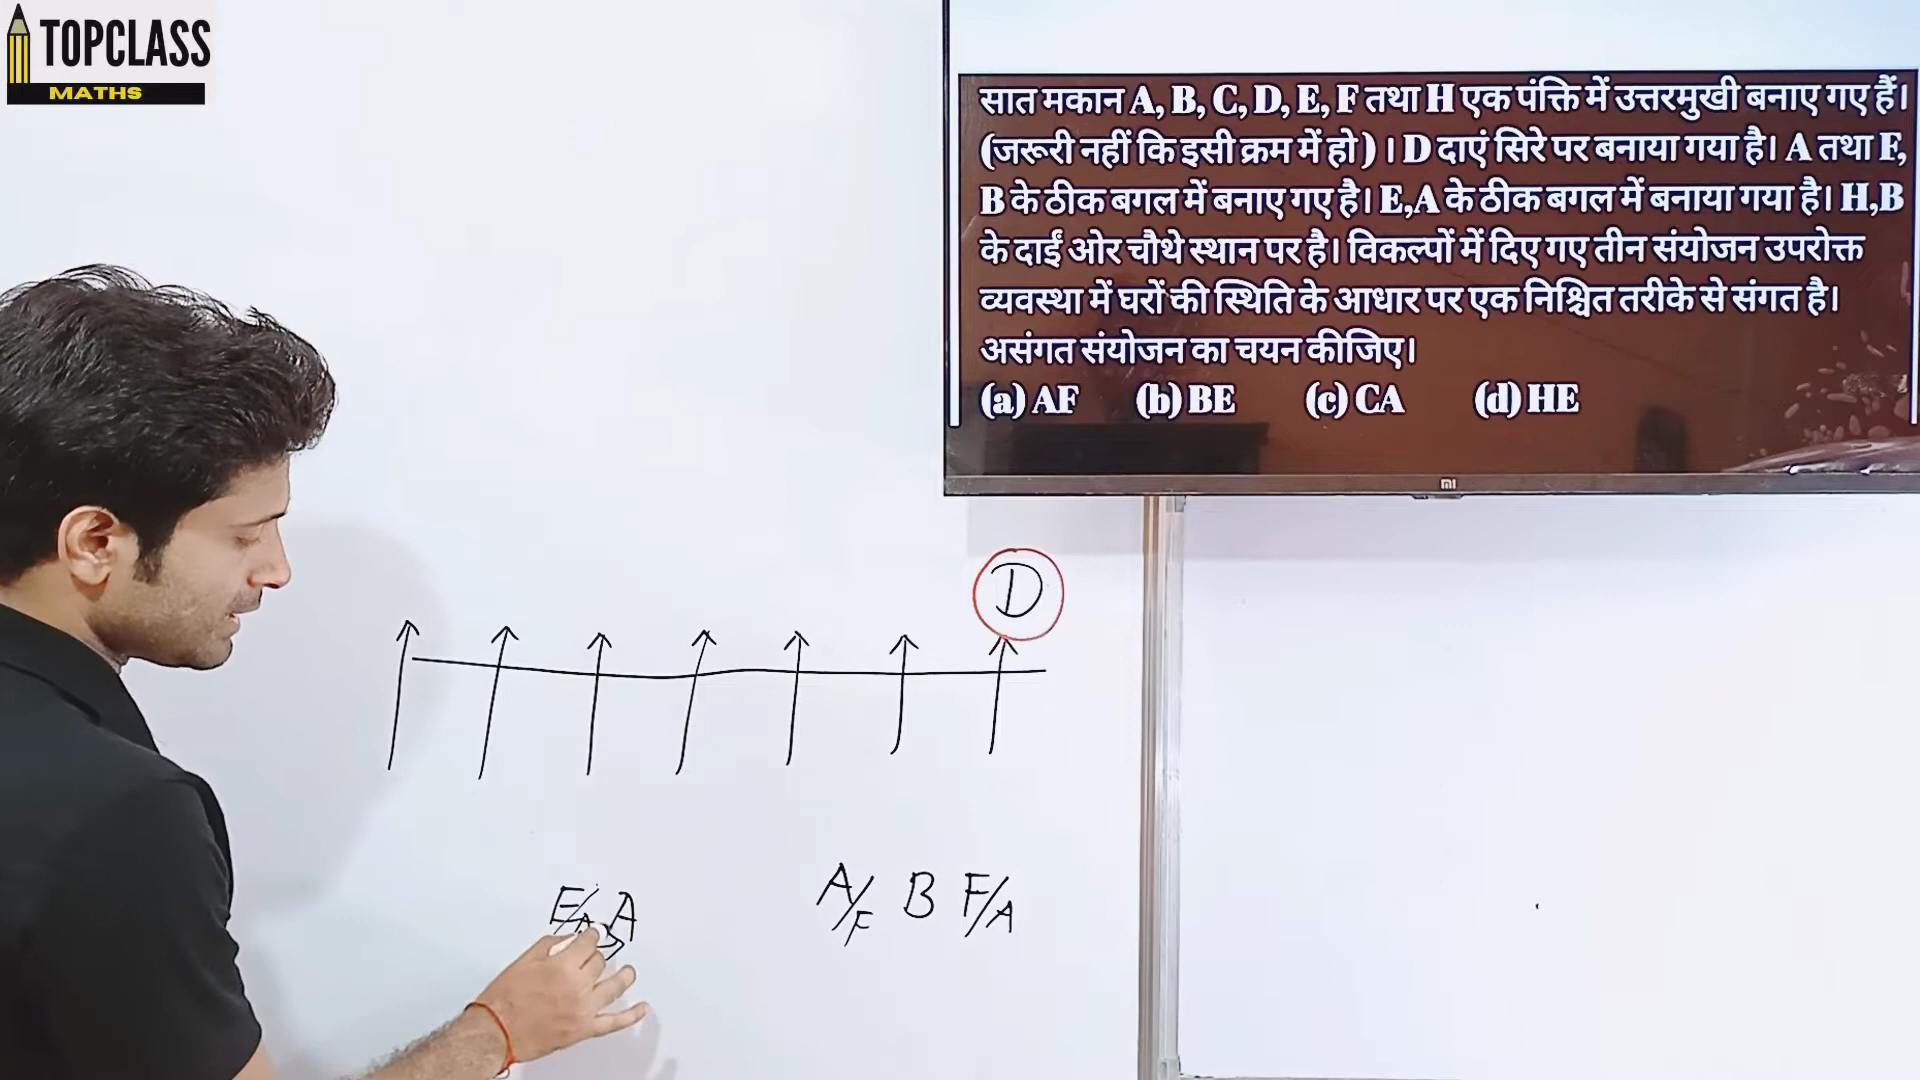 TOPCLASS
MATHS
सात मकान A, B, C, D, E, F तथा H एक पंक्ति में उत्तरमुखी बनाए गए हैं।
(जरूरी नहीं कि इसी क्रम में हो)। D दाएं सिरे पर बनाया गया है। A तथा F,
B के ठीक बगल में बनाए गए है। E,A के ठीक बगल में बनाया गया है। H,B
के दाईं ओर चौथे स्थान पर है। विकल्पों में दिए गए तीन संयोजन उपरोक्त
व्यवस्था में घरों की स्थिति के आधार पर एक निश्चित तरीके से संगत है।
असंगत संयोजन का चयन कीजिए।
(a) AF (b) BE (c) CA (d) HE
mi
D
A/F B F/A
E/A A